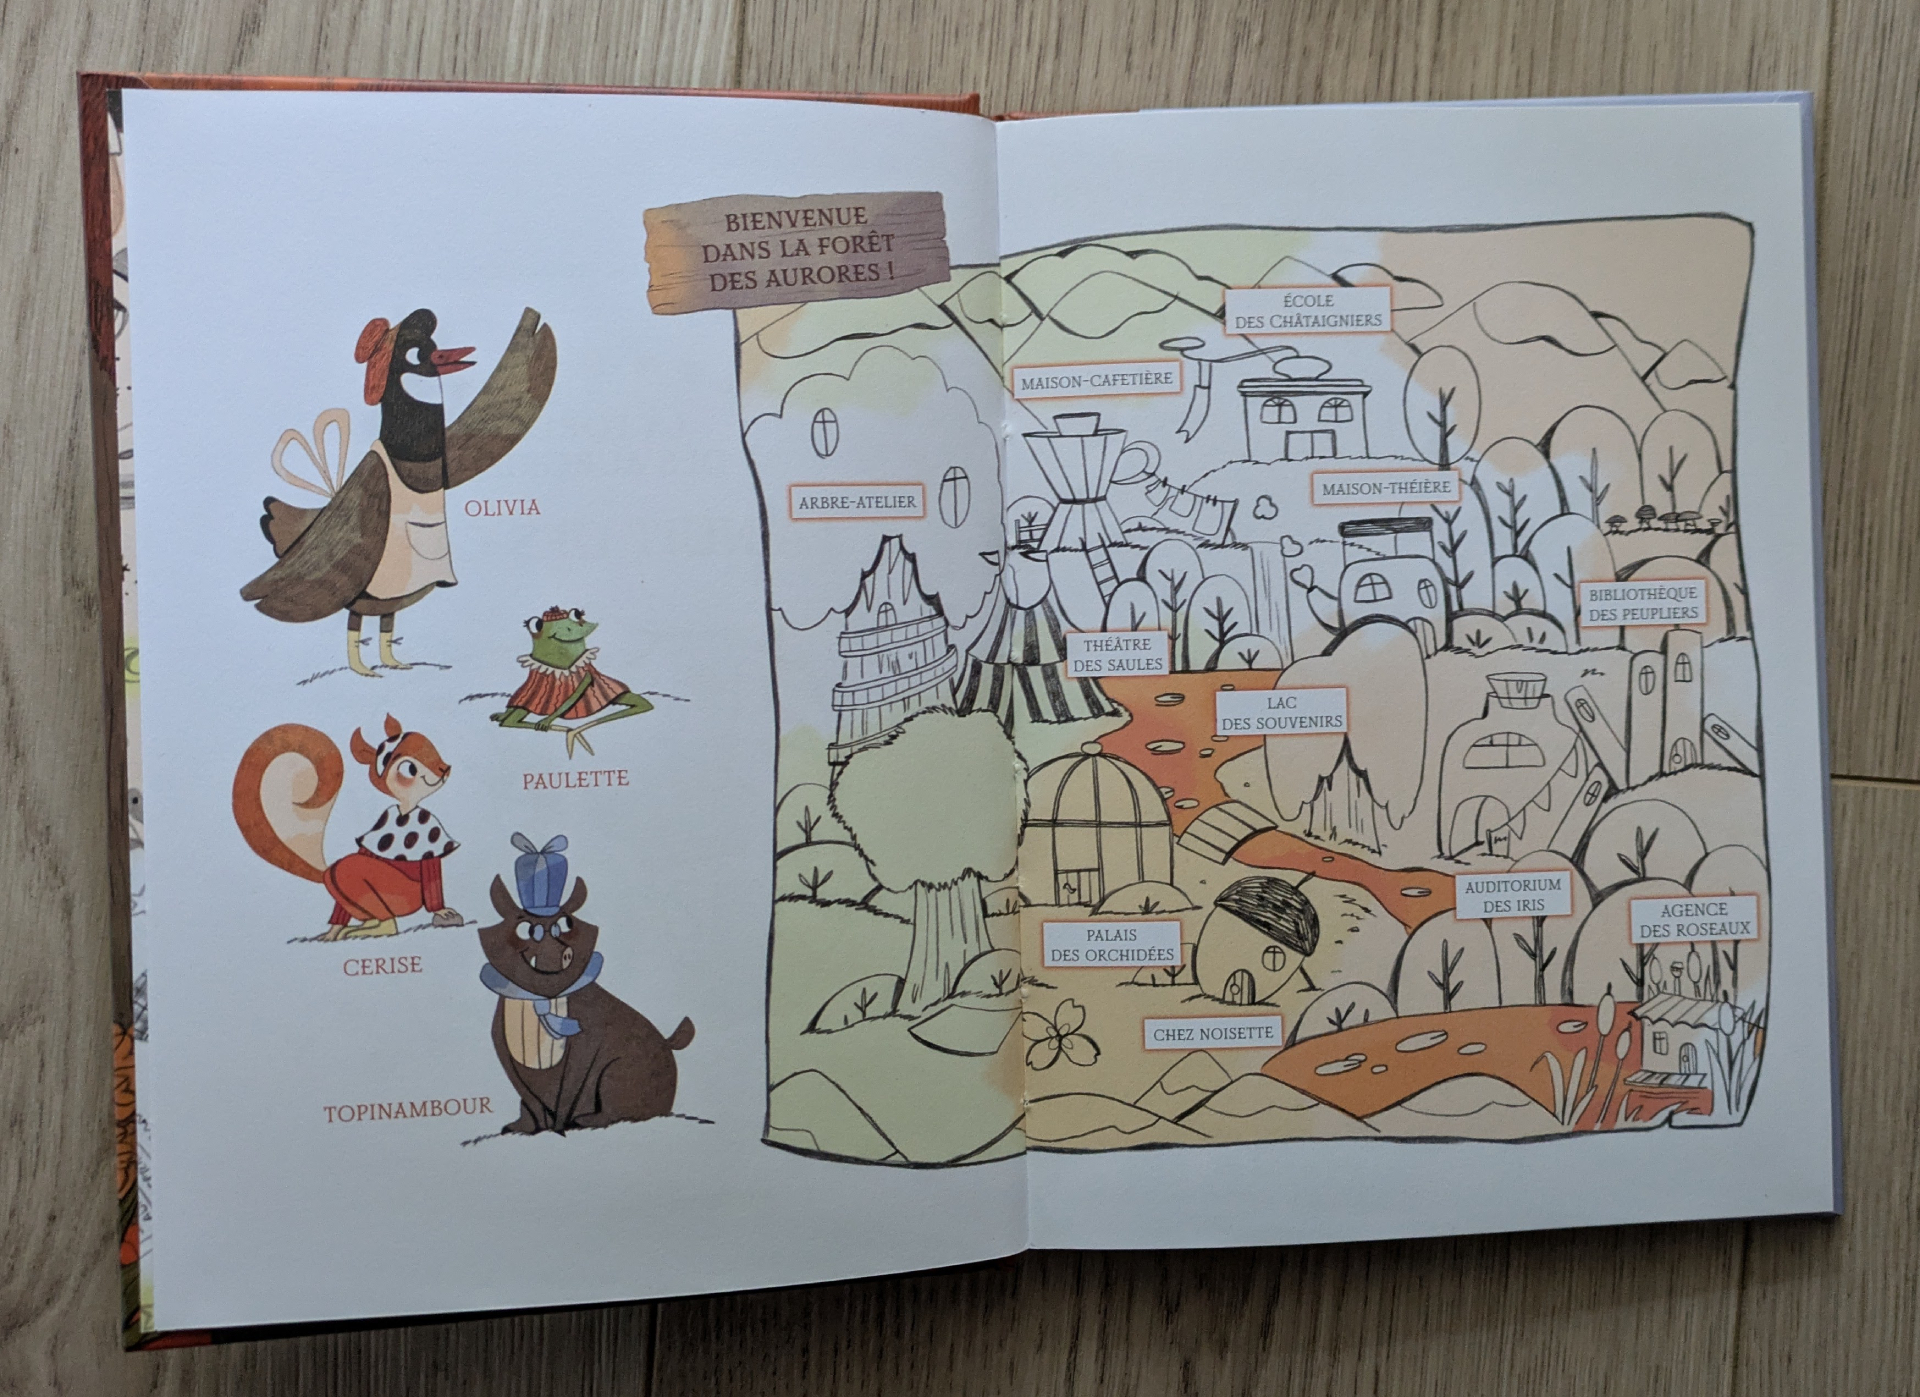 BIENVENUE
DANS LA FORÊT
DES AURORES !
OLIVIA
PAULETTE
CERISE
TOPINAMBOUR
ÉCOLE
DES CHÂTAIGNIERS
MAISON-CAFETIÈRE
ARBRE-ATELIER
MAISON-THÉIÈRE
BIBLIOTHÈQUE
DES PEUPLIERS
THÉÂTRE
DES SAULES
LAC
DES SOUVENIRS
AUDITORIUM
DES IRIS
AGENCE
DES ROSEAUX
PALAIS
DES ORCHIDÉES
CHEZ NOISETTE